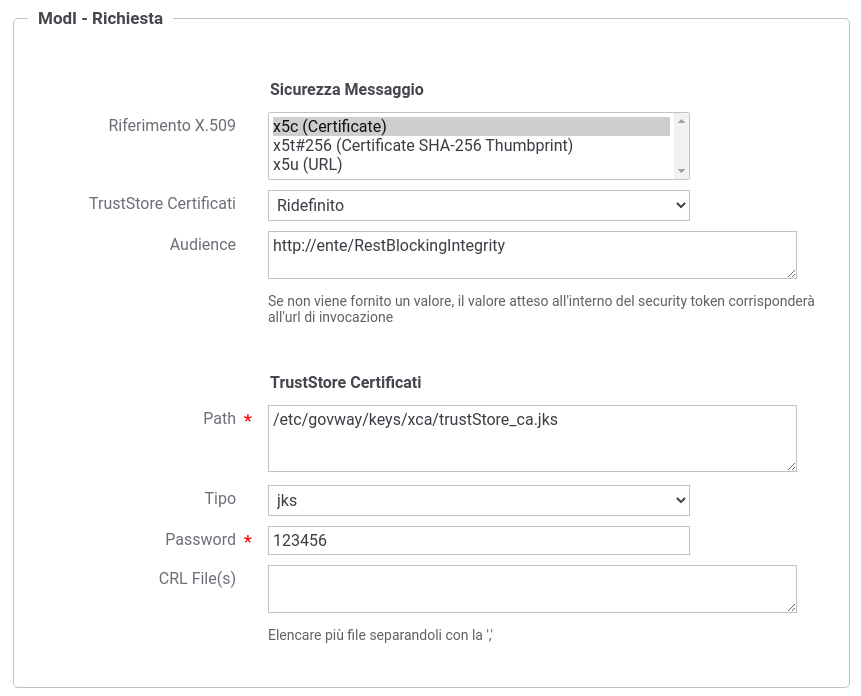 ModI - Richiesta
Sicurezza Messaggio
Riferimento X.509
x5c (Certificate)
x5t#256 (Certificate SHA-256 Thumbprint)
x5u (URL)
TrustStore Certificati
Ridefinito
Audience
http://ente/RestBlockingIntegrity
Se non viene fornito un valore, il valore atteso all'interno del security token corrisponderà
all'url di invocazione
TrustStore Certificati
Path *
/etc/govway/keys/xca/trustStore_ca.jks
Tipo
jks
Password *
123456
CRL File(s)
Elencare più file separandoli con la ','